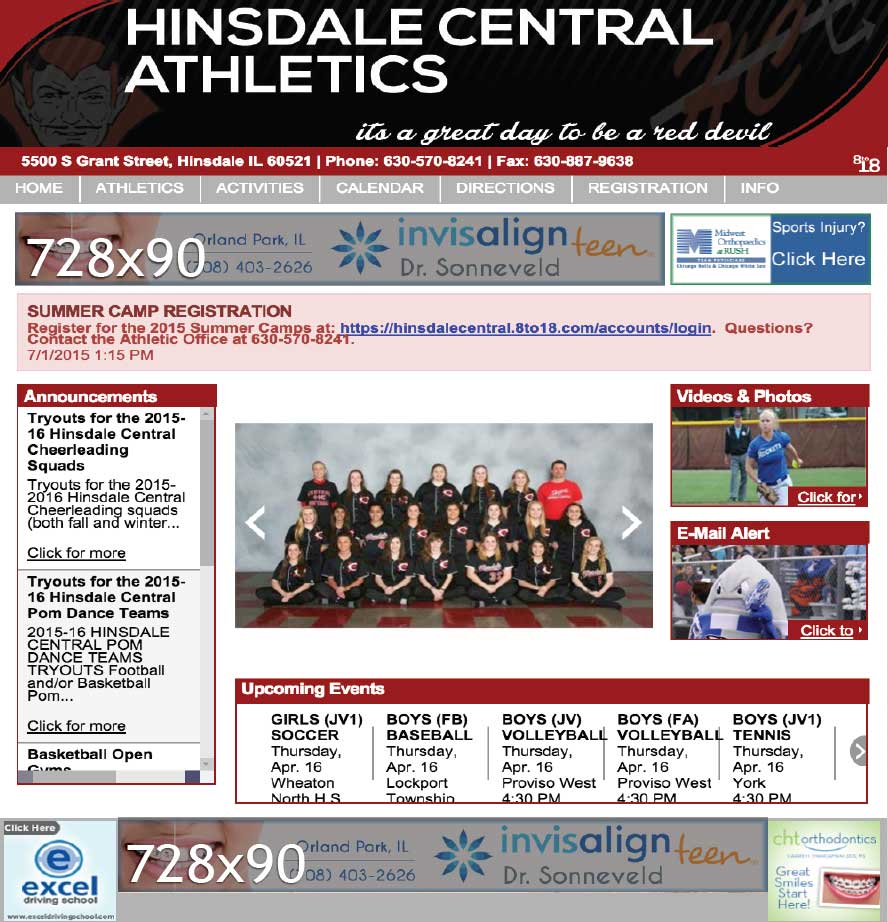 HINSDALE CENTRAL
ATHLETICS
its a great day to be a red devil
5500 S Grant Street, Hinsdale IL 60521 | Phone: 630-570-8241 | Fax: 630-887-9638
8to18
HOME ATHLETICS ACTIVITIES CALENDAR DIRECTIONS REGISTRATION INFO
728x90
Orland Park, IL
(708) 403-2626
invisalign teen
Dr. Sonneveld
Midwest
Orthopaedics
at RUSH
TEAM PHYSICIANS
Chicago Bulls & Chicago White Sox
Sports Injury?
Click Here
SUMMER CAMP REGISTRATION
Register for the 2015 Summer Camps at: https://hinsdalecentral.8to18.com/accounts/login. Questions?
Contact the Athletic Office at 630-570-8241.
7/1/2015 1:15 PM
Announcements
Tryouts for the 2015-
16 Hinsdale Central
Cheerleading
Squads
Tryouts for the 2015-
2016 Hinsdale Central
Cheerleading squads
(both fall and winter...
Click for more
Tryouts for the 2015-
16 Hinsdale Central
Pom Dance Teams
2015-16 HINSDALE
CENTRAL POM
DANCE TEAMS
TRYOUTS Football
and/or Basketball
Pom...
Click for more
Basketball Open
Gyms
Videos & Photos
Click for
E-Mail Alert
Click to
Upcoming Events
GIRLS (JV1)
SOCCER
Thursday,
Apr. 16
Wheaton
North H.S.
BOYS (FB)
BASEBALL
Thursday,
Apr. 16
Lockport
Township
BOYS (JV)
VOLLEYBALL
Thursday,
Apr. 16
Proviso West
4:30 PM
BOYS (FA)
VOLLEYBALL
Thursday,
Apr. 16
Proviso West
4:30 PM
BOYS (JV1)
TENNIS
Thursday,
Apr. 16
York
4:30 PM
Click Here
excel
driving school
www.exceldrivingschool.com
728x90
Orland Park, IL
08) 403-2626
invisalign teen
Dr. Sonneveld
cht orthodontics
Great
Smiles
Start
Here!